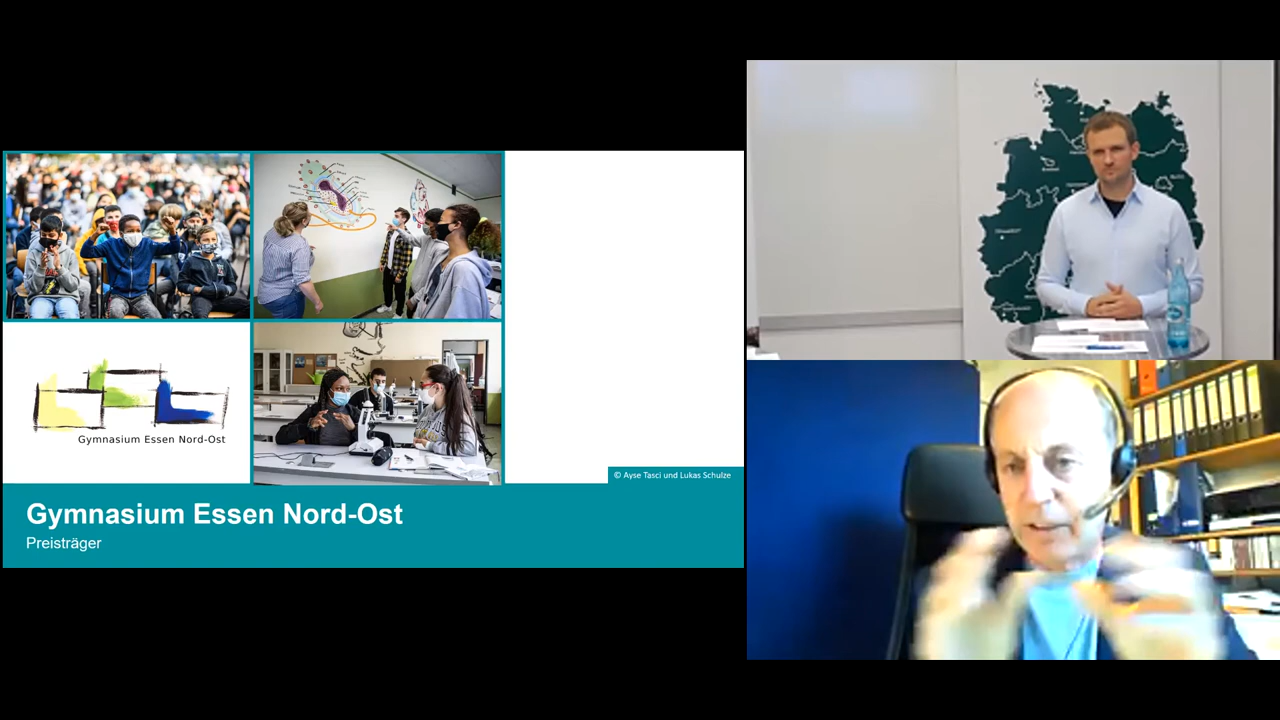 Gymnasium Essen Nord-Ost
© Ayse Tasci und Lukas Schulze
Gymnasium Essen Nord-Ost
Preisträger